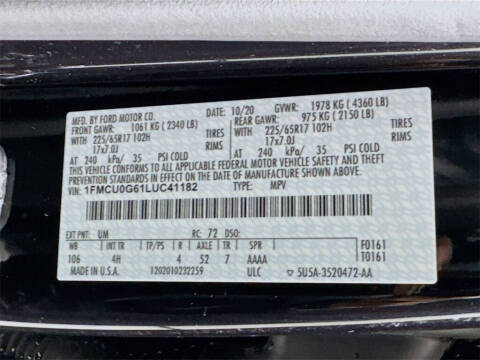 MFD. BY FORD MOTOR CO.
DATE: 10/20 GVWR: 1978 KG ( 4360 LB)
FRONT GAWR: 1061 KG ( 2340 LB) REAR GAWR: 975 KG ( 2150 LB)
WITH 225/65R17 102H TIRES WITH 225/65R17 102H TIRES
17x7.0J RIMS 17x7.0J RIMS
AT 240 kPa/ 35 PSI COLD AT 240 kPa/ 35 PSI COLD
THIS VEHICLE CONFORMS TO ALL APPLICABLE FEDERAL MOTOR VEHICLE SAFETY AND THEFT
PREVENTION STANDARDS IN EFFECT ON THE DATE OF MANUFACTURE SHOWN ABOVE.
VIN: 1FMCU0G61LUC41182 TYPE: MPV
EXT PNT: UM RC: 72 DSO:
WB INT TR TP/PS R AXLE TR SPR F0161
106 4H 4 52 7 AAAA T0161
MADE IN U.S.A. 1202010232259 ULC 5U5A-3520472-AA